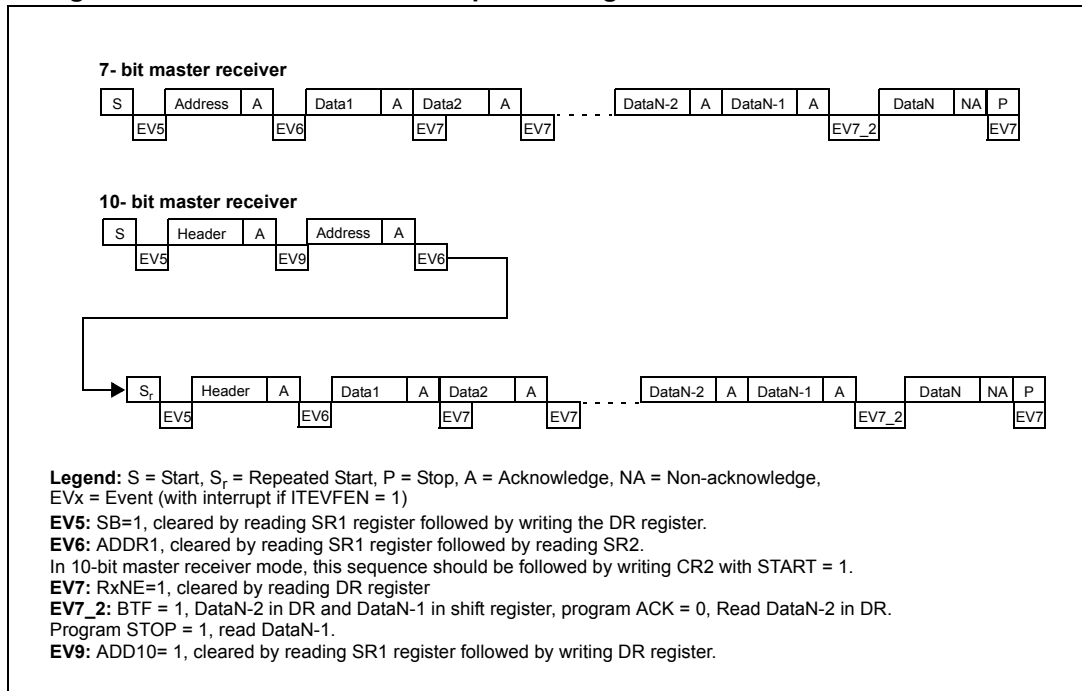 7- bit master receiver
S Address A Data1 A Data2 A DataN-2 A DataN-1 A DataN NA P
EV5 EV6 EV7 EV7 EV7_2 EV7
10- bit master receiver
S Header A Address A
EV5 EV9 EV6
Sr Header A Data1 A Data2 A DataN-2 A DataN-1 A DataN NA P
EV5 EV6 EV7 EV7 EV7_2 EV7
Legend: S = Start, Sr = Repeated Start, P = Stop, A = Acknowledge, NA = Non-acknowledge,
EVx = Event (with interrupt if ITEVFEN = 1)
EV5: SB=1, cleared by reading SR1 register followed by writing the DR register.
EV6: ADDR1, cleared by reading SR1 register followed by reading SR2.
In 10-bit master receiver mode, this sequence should be followed by writing CR2 with START = 1.
EV7: RxNE=1, cleared by reading DR register
EV7_2: BTF = 1, DataN-2 in DR and DataN-1 in shift register, program ACK = 0, Read DataN-2 in DR.
Program STOP = 1, read DataN-1.
EV9: ADD10= 1, cleared by reading SR1 register followed by writing DR register.